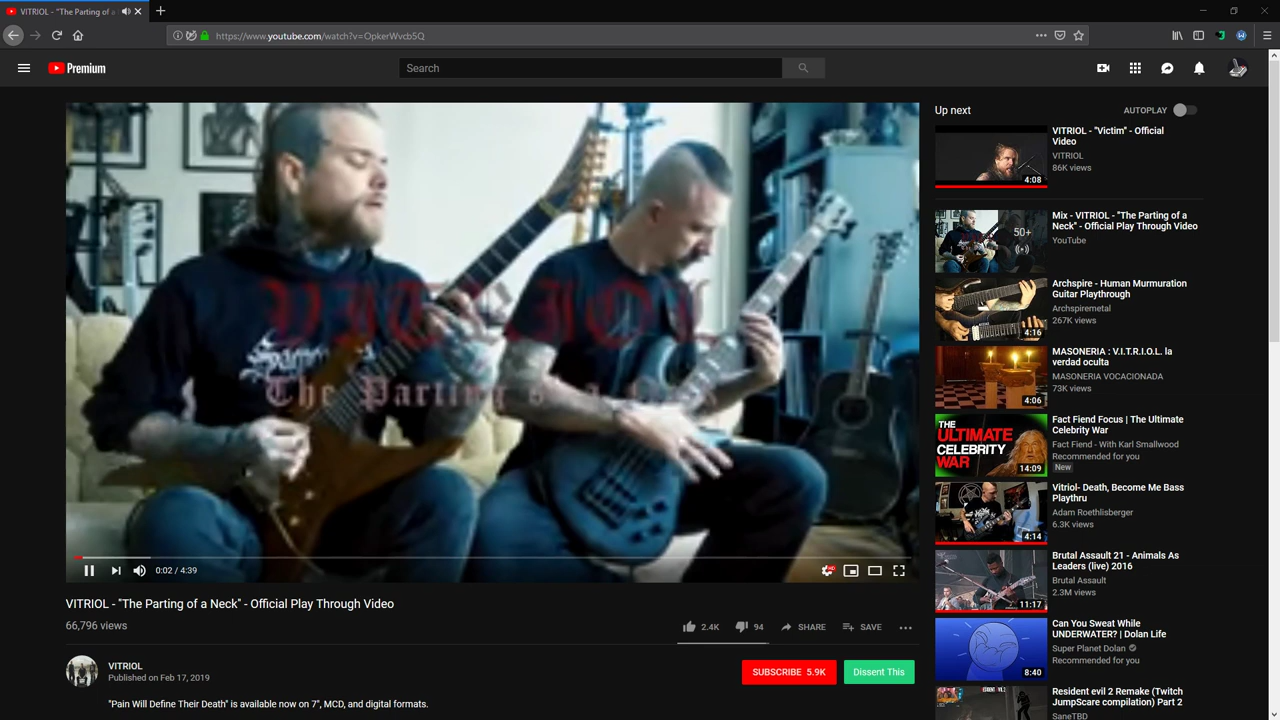 VITRIOL - "The Parting of a
https://www.youtube.com/watch?v=OpkerWvcb5Q
Premium
Search
VITRIOL
The Parting of a Neck
0:02 / 4:39
HD
VITRIOL - "The Parting of a Neck" - Official Play Through Video
66,796 views
2.4K
94
SHARE
SAVE
VITRIOL
Published on Feb 17, 2019
SUBSCRIBE 5.9K
Dissent This
"Pain Will Define Their Death" is available now on 7", MCD, and digital formats.
Up next
AUTOPLAY
4:08
VITRIOL - "Victim" - Official
Video
VITRIOL
86K views
50+
Mix - VITRIOL - "The Parting of a
Neck" - Official Play Through Video
YouTube
4:16
Archspire - Human Murmuration
Guitar Playthrough
Archspiremetal
267K views
4:06
MASONERIA : V.I.T.R.I.O.L. la
verdad oculta
MASONERIA VOCACIONADA
73K views
THE
ULTIMATE
CELEBRITY
WAR
14:09
Fact Fiend Focus | The Ultimate
Celebrity War
Fact Fiend - With Karl Smallwood
Recommended for you
New
4:14
Vitriol- Death, Become Me Bass
Playthru
Adam Roethlisberger
6.3K views
11:17
Brutal Assault 21 - Animals As
Leaders (live) 2016
Brutal Assault
2.3M views
8:40
Can You Sweat While
UNDERWATER? | Dolan Life
Super Planet Dolan
Recommended for you
Resident evil 2 Remake (Twitch
JumpScare compilation) Part 2
SaneTBD